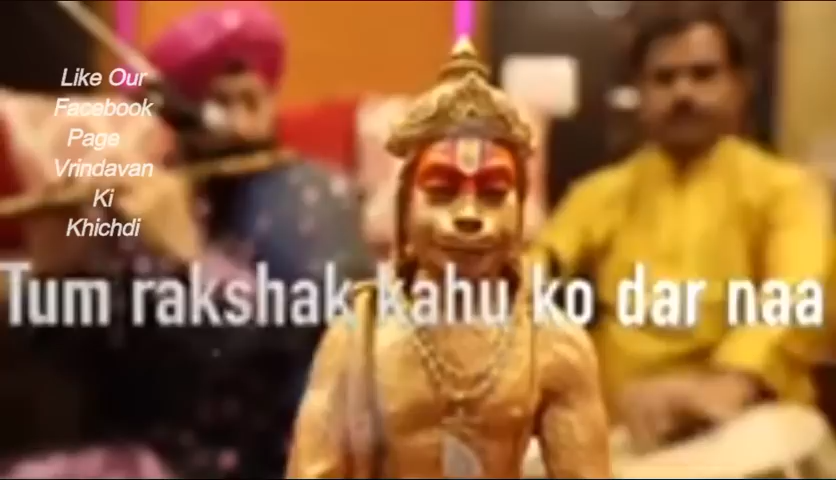 Like Our
Facebook
Page
Vrindavan
Ki
Khichdi
Tum rakshak kahu ko dar naa